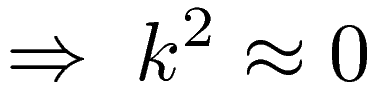 ⇒ k² ≈ 0